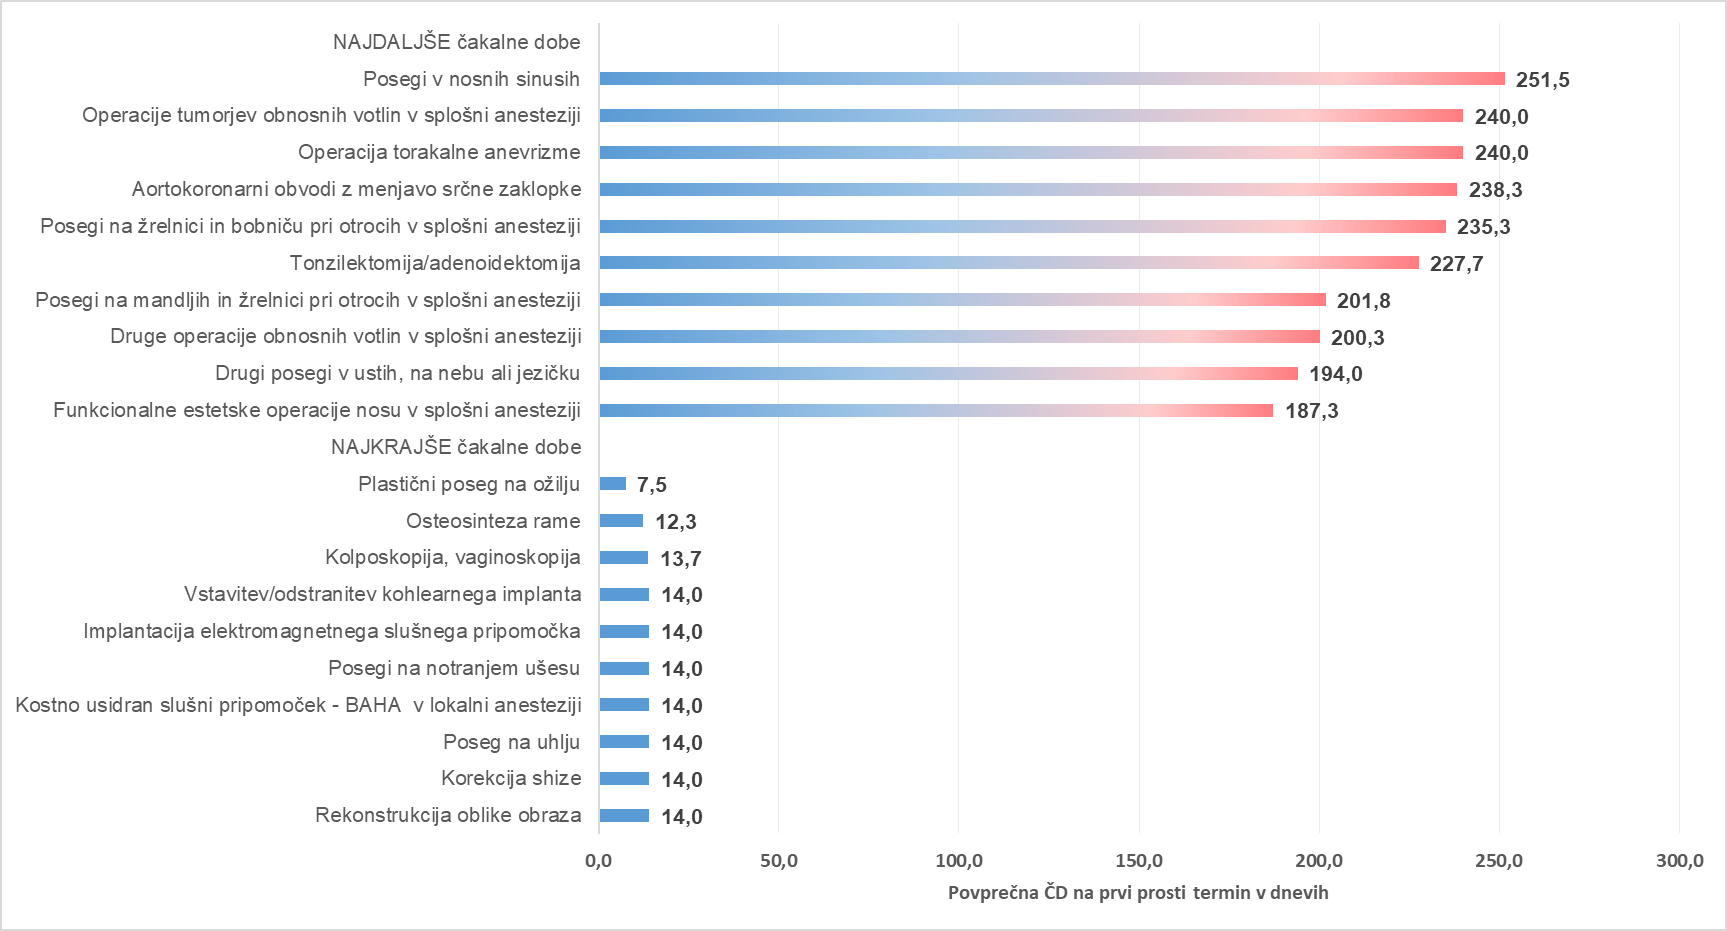 NAJDALJŠE čakalne dobe
Posegi v nosnih sinusih 251,5
Operacije tumorjev obnosnih votlin v splošni anesteziji 240,0
Operacija torakalne anevrizme 240,0
Aortokoronarni obvodi z menjavo srčne zaklopke 238,3
Posegi na žrelnici in bobniču pri otrocih v splošni anesteziji 235,3
Tonzilektomija/adenoidektomija 227,7
Posegi na mandljih in žrelnici pri otrocih v splošni anesteziji 201,8
Druge operacije obnosnih votlin v splošni anesteziji 200,3
Drugi posegi v ustih, na nebu ali jezičku 194,0
Funkcionalne estetske operacije nosu v splošni anesteziji 187,3
NAJKRAJŠE čakalne dobe
Plastični poseg na ožilju 7,5
Osteosinteza rame 12,3
Kolposkopija, vaginoskopija 13,7
Vstavitev/odstranitev kohlearnega implanta 14,0
Implantacija elektromagnetnega slušnega pripomočka 14,0
Posegi na notranjem ušesu 14,0
Kostno usidran slušni pripomoček - BAHA  v lokalni anesteziji 14,0
Poseg na uhlju 14,0
Korekcija shize 14,0
Rekonstrukcija oblike obraza 14,0
0,0 50,0 100,0 150,0 200,0 250,0 300,0
Povprečna ČD na prvi prosti termin v dnevih